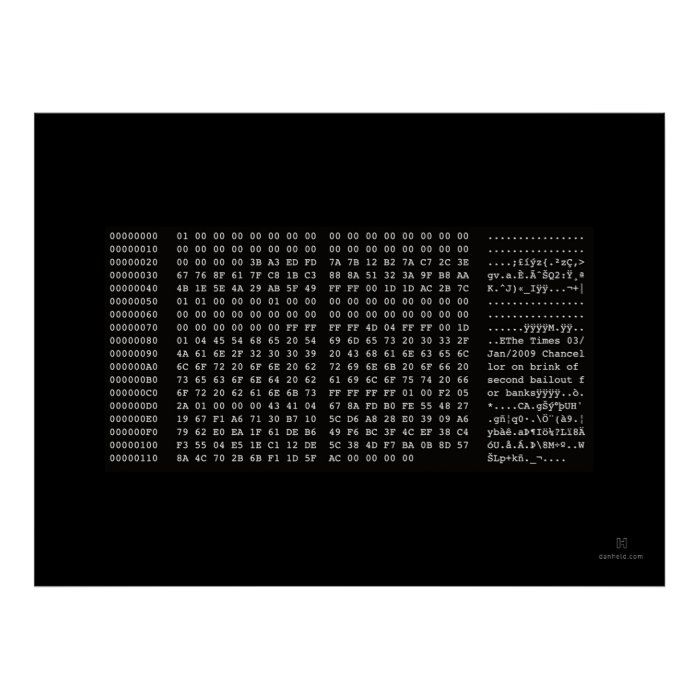 00000000 01 00 00 00 00 00 00 00 00 00 00 00 00 00 00 00 ................
00000010 00 00 00 00 00 00 00 00 00 00 00 00 00 00 00 00 ................
00000020 00 00 00 00 3B A3 ED FD 7A 7B 12 B2 7A C7 2C 3E ....;£íýz{.²zÇ,>
00000030 67 76 8F 61 7F C8 1B C3 88 8A 51 32 3A 9F B8 AA gv.a.È.ÈˆŠQ2:Ÿ¸ª
00000040 4B 1E 5E 4A 29 AB 5F 49 FF FF 00 1D 1D AC 2B 7C K.^J)«_Iÿÿ...¬+|
00000050 01 01 00 00 00 01 00 00 00 00 00 00 00 00 00 00 ................
00000060 00 00 00 00 00 00 00 00 00 00 00 00 00 00 00 00 ................
00000070 00 00 00 00 00 00 FF FF FF FF 4D 04 FF FF 00 1D ......ÿÿÿÿM.ÿÿ..
00000080 01 04 45 54 68 65 20 54 69 6D 65 73 20 30 33 2F ..EThe Times 03/
00000090 4A 61 6E 2F 32 30 30 39 20 43 68 61 6E 63 65 6C Jan/2009 Chancel
000000A0 6C 6F 72 20 6F 6E 20 62 72 69 6E 6B 20 6F 66 20 lor on brink of
000000B0 73 65 63 6F 6E 64 20 62 61 69 6C 6F 75 74 20 66 second bailout f
000000C0 6F 72 20 62 61 6E 6B 73 FF FF FF FF 01 00 F2 05 or banksÿÿÿÿ..ò.
000000D0 2A 01 00 00 00 43 41 04 67 8A FD B0 FE 55 48 27 *....CA.gŠý°þUH'
000000E0 19 67 F1 A6 71 30 B7 10 5C D6 A8 28 E0 39 09 A6 .gñ¦q0·.\Ö¨(à9.¦
000000F0 79 62 E0 EA 1F 61 DE B6 49 F6 BC 3F 4C EF 38 C4 ybàê.aÞ¶Iö¼?Lï8Ä
00000100 F3 55 04 E5 1E C1 12 DE 5C 38 4D F7 BA 0B 8D 57 óU.å.Á.Þ\8M÷º..W
00000110 8A 4C 70 2B 6B F1 1D 5F AC 00 00 00 00 ŠLp+kñ._¬....
H
danheld.com